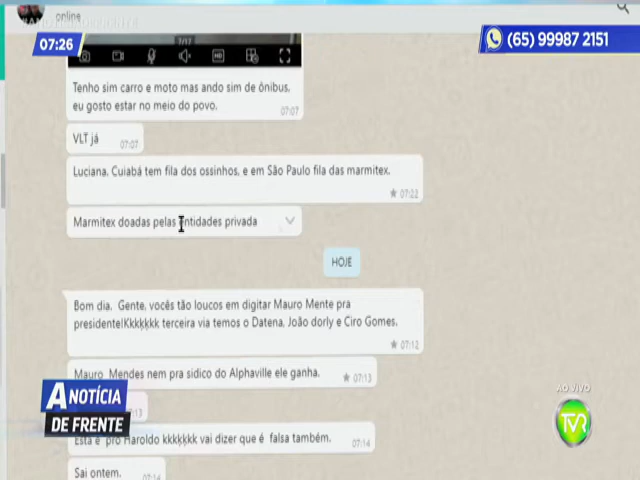 online
07:26
(65) 99987 2151
7/17
HD
Tenho sim carro e moto mas ando sim de ônibus,
eu gosto estar no meio do povo.
07:07
VLT já
07:07
Luciana, Cuiabá tem fila dos ossinhos, e em São Paulo fila das marmitex.
07:22
Marmitex doadas pelas entidades privada
HOJE
Bom dia. Gente, vocês tão loucos em digitar Mauro Mente pra
presidente!Kkkkkkk terceira via temos o Datena, João dorly e Ciro Gomes.
07:12
Mauro Mendes nem pra sidico do Alphaville ele ganha.
07:13
A NOTÍCIA
DE FRENTE
Esta é pro Haroldo kkkkkkk vai dizer que é falsa também.
07:14
Sai ontem.
07:14
AO VIVO
TVR